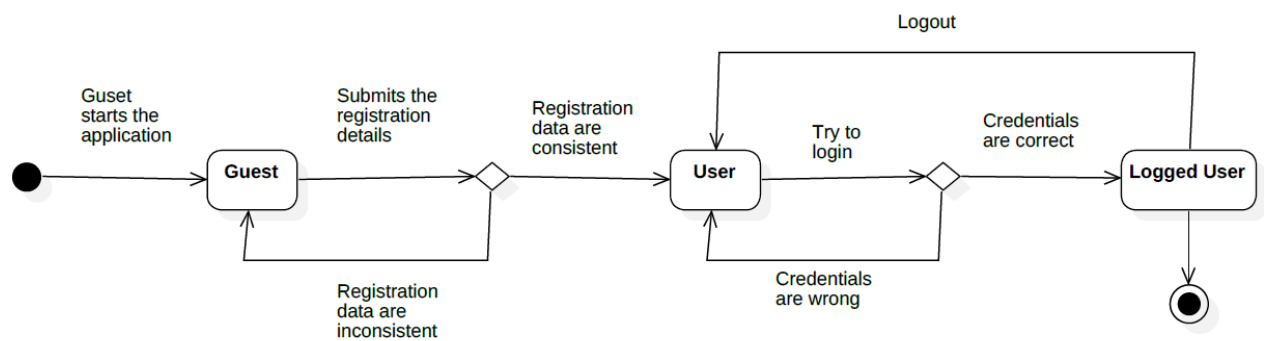 Logout
Guset
starts the
application
Submits the
registration
details
Registration
data are
consistent
Try to
login
Credentials
are correct
Guest
User
Logged User
Registration
data are
inconsistent
Credentials
are wrong